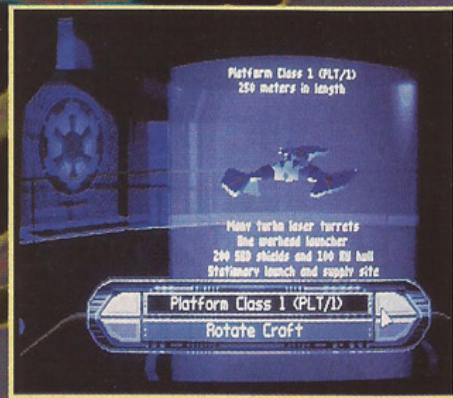 Platform Class 1 (PLT/1)
250 meters in length
Many turbo laser turrets
One warhead launcher
200 SBD shields and 100 RU hull
Stationary launch and supply site
Platform Class 1 (PLT/1)
Rotate Craft